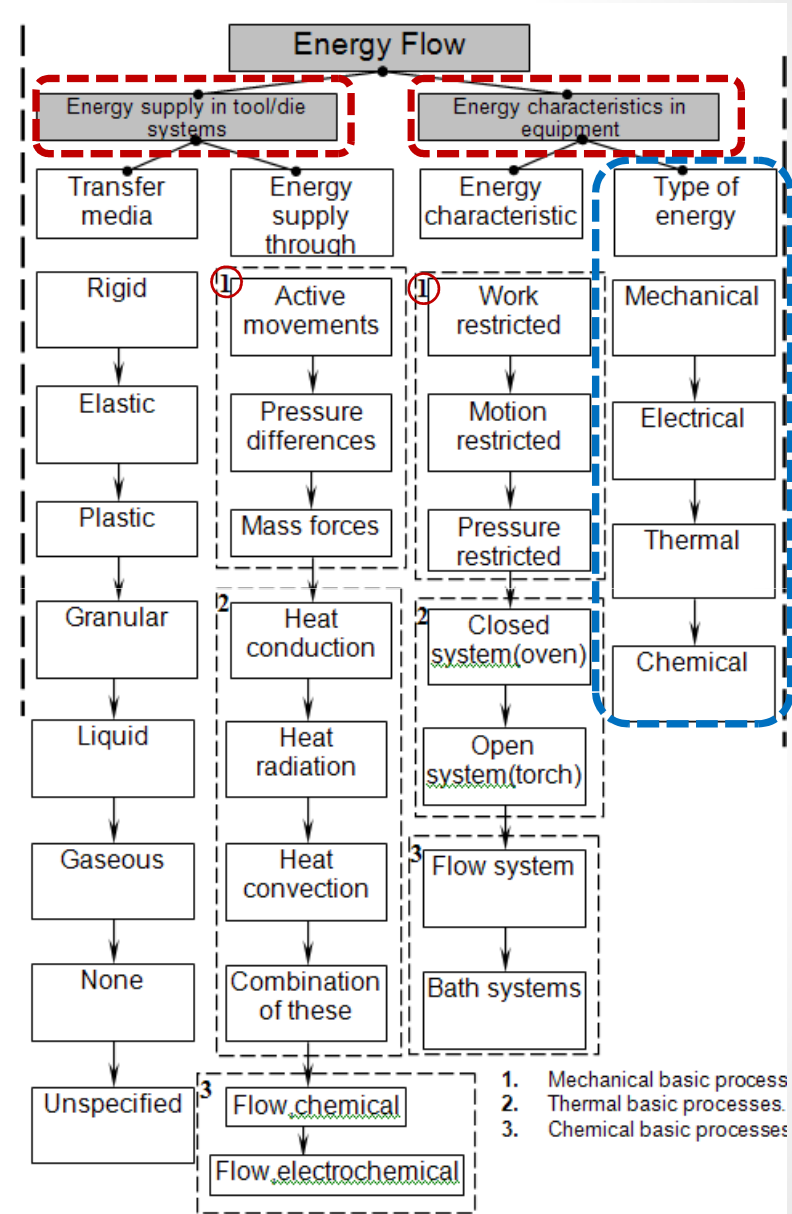 Energy Flow
Energy supply in tool/die
systems
Energy characteristics in
equipment
Transfer
media
Energy
supply
through
Energy
characteristic
Type of
energy
Rigid
Elastic
Plastic
Granular
Liquid
Gaseous
None
Unspecified
1
Active
movements
Pressure
differences
Mass forces
2
Heat
conduction
Heat
radiation
Heat
convection
Combination
of these
3
Flow,chemical
Flow,electrochemical
1
Work
restricted
Motion
restricted
Pressure
restricted
2
Closed
system(oven)
Open
system(torch)
3
Flow system
Bath systems
Mechanical
Electrical
Thermal
Chemical
1. Mechanical basic process
2. Thermal basic processes.
3. Chemical basic processes